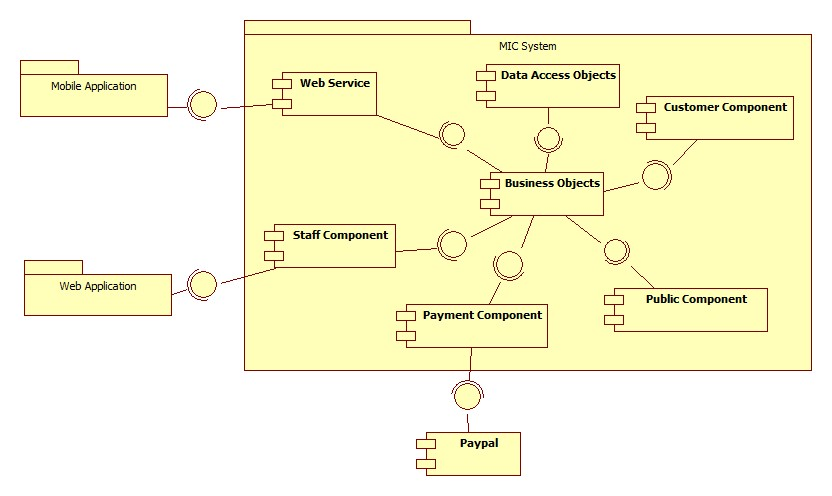 MIC System
Mobile Application
Web Service
Data Access Objects
Customer Component
Business Objects
Staff Component
Web Application
Payment Component
Public Component
Paypal